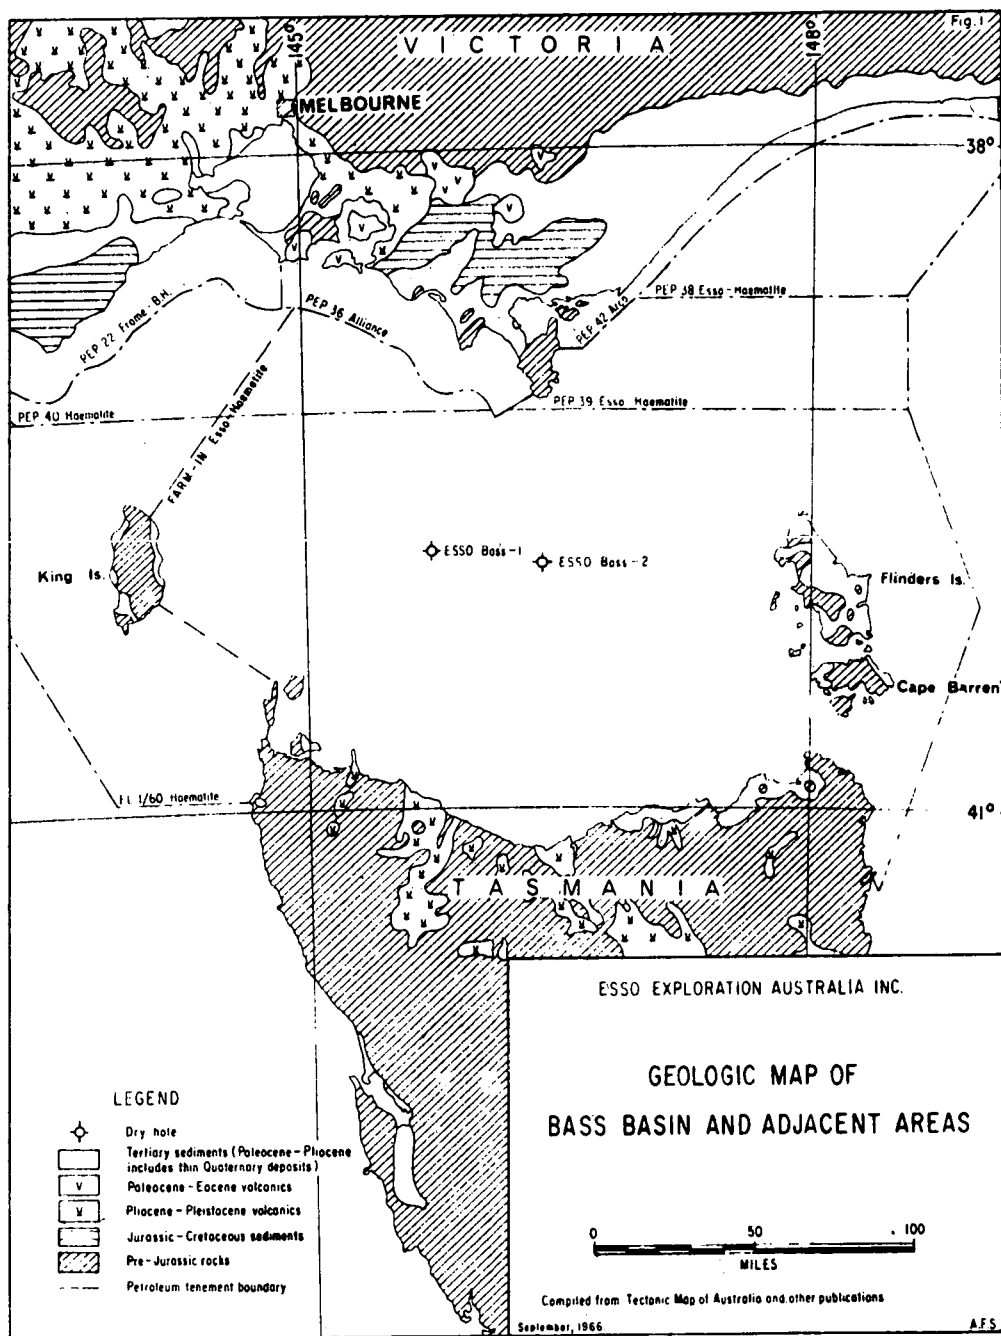 Fig. 1
VICTORIA
145°
148°
MELBOURNE
38°
PEP 22 Frome-B.H.
PEP 36 Alliance
PEP 42 Arco
PEP 38 Esso-Haematite
PEP 40 Haematite
PEP 39 Esso Haematite
FARM-IN Esso-Haematite
ESSO Bass-1
ESSO Bass-2
King Is.
Flinders Is.
Cape Barren
EL 1/60 Haematite
41°
TASMANIA
ESSO EXPLORATION AUSTRALIA INC.
GEOLOGIC MAP OF
BASS BASIN AND ADJACENT AREAS
0 50 100
MILES
Compiled from Tectonic Map of Australia and other publications
September, 1966.
A.F.S.
LEGEND
Dry hole
Tertiary sediments (Paleocene-Pliocene
includes thin Quaternary deposits)
v Paleocene-Eocene volcanics
Pliocene-Pleistocene volcanics
Jurassic-Cretaceous sediments
Pre-Jurassic rocks
Petroleum tenement boundary